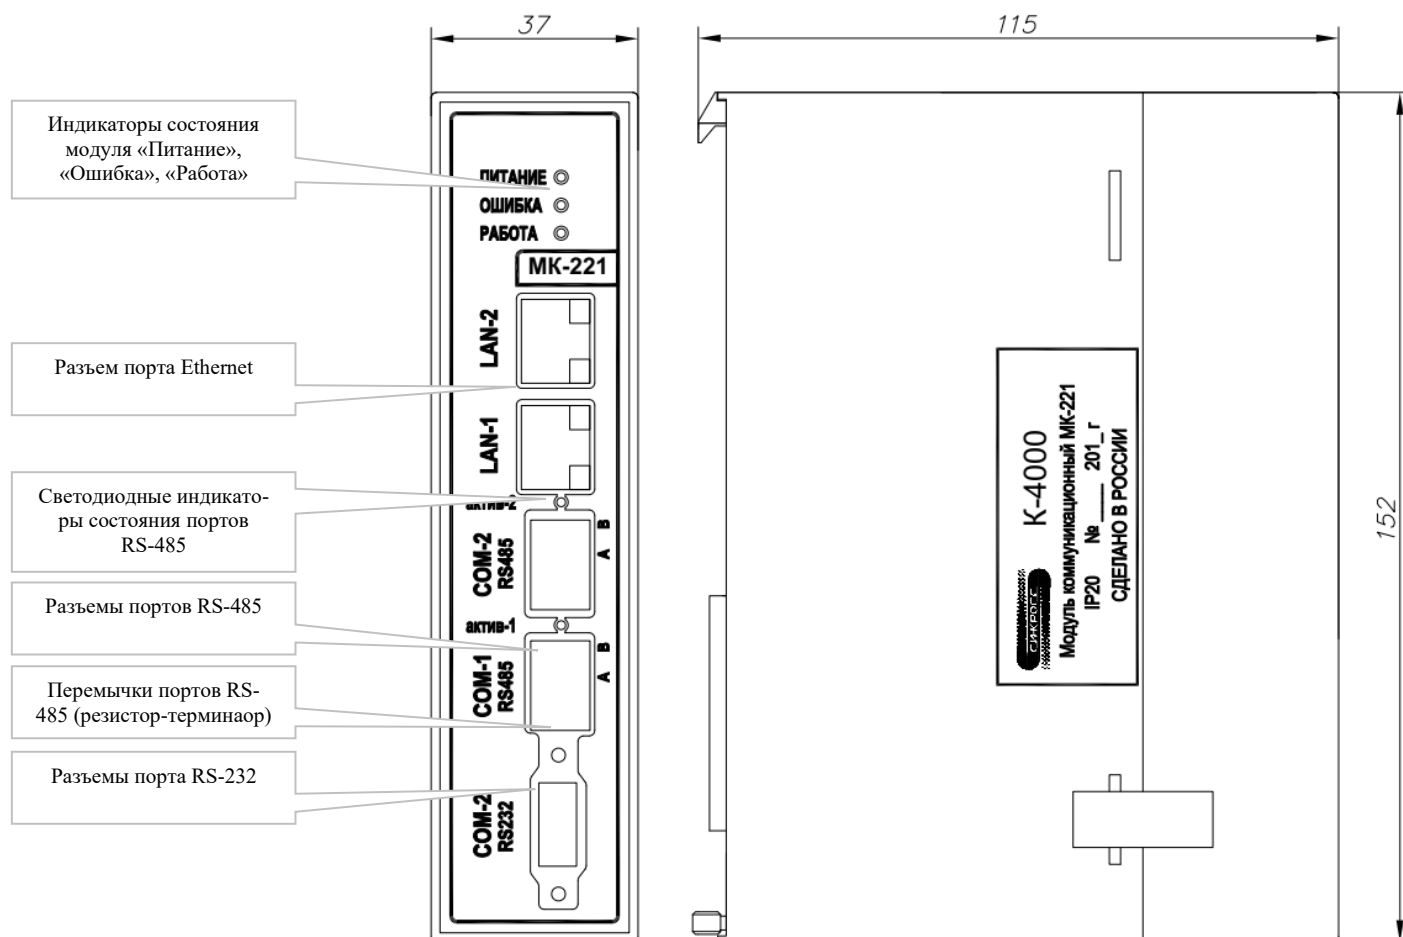 37
115
Индикаторы состояния
модуля «Питание»,
«Ошибка», «Работа»
ПИТАНИЕ
ОШИБКА
РАБОТА
МК-221
LAN-2
Разъем порта Ethernet
LAN-1
Светодиодные индикато-
ры состояния портов
RS-485
актив-2
COM-2
RS485
B
A
Разъемы портов RS-485
актив-1
COM-1
RS485
B
A
Перемычки портов RS-
485 (резистор-терминаор)
Разъемы порта RS-232
COM-2
RS232
К-4000
Модуль коммуникационный МК-221
IP20 № ____ 201_г
СДЕЛАНО В РОССИИ
152